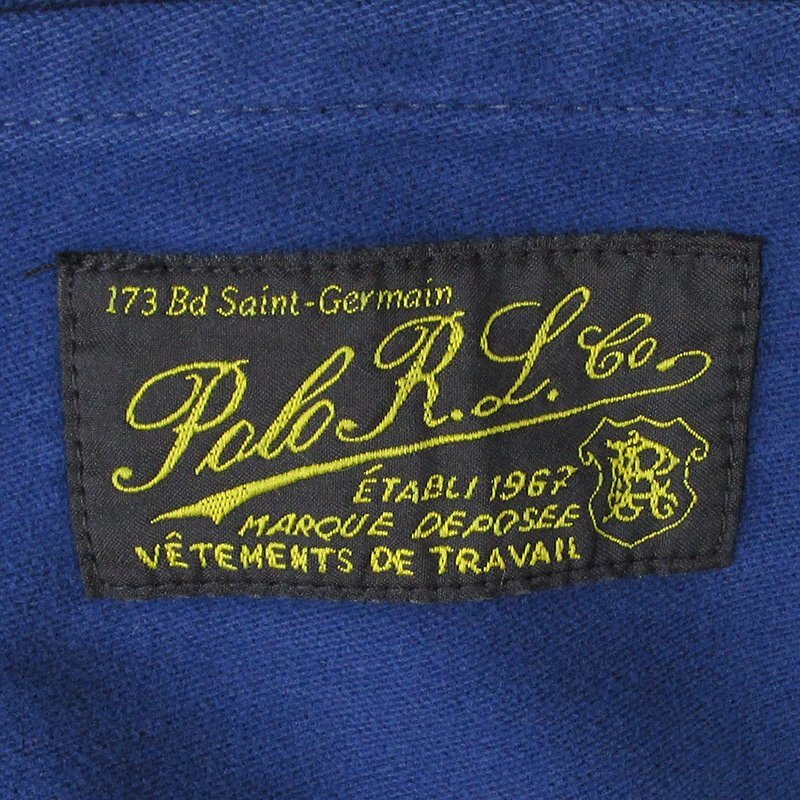 173 Bd Saint-Germain
Polo R.L. Co.
ÉTABLI 1967
MARQUE DEPOSEE
VÊTEMENTS DE TRAVAIL